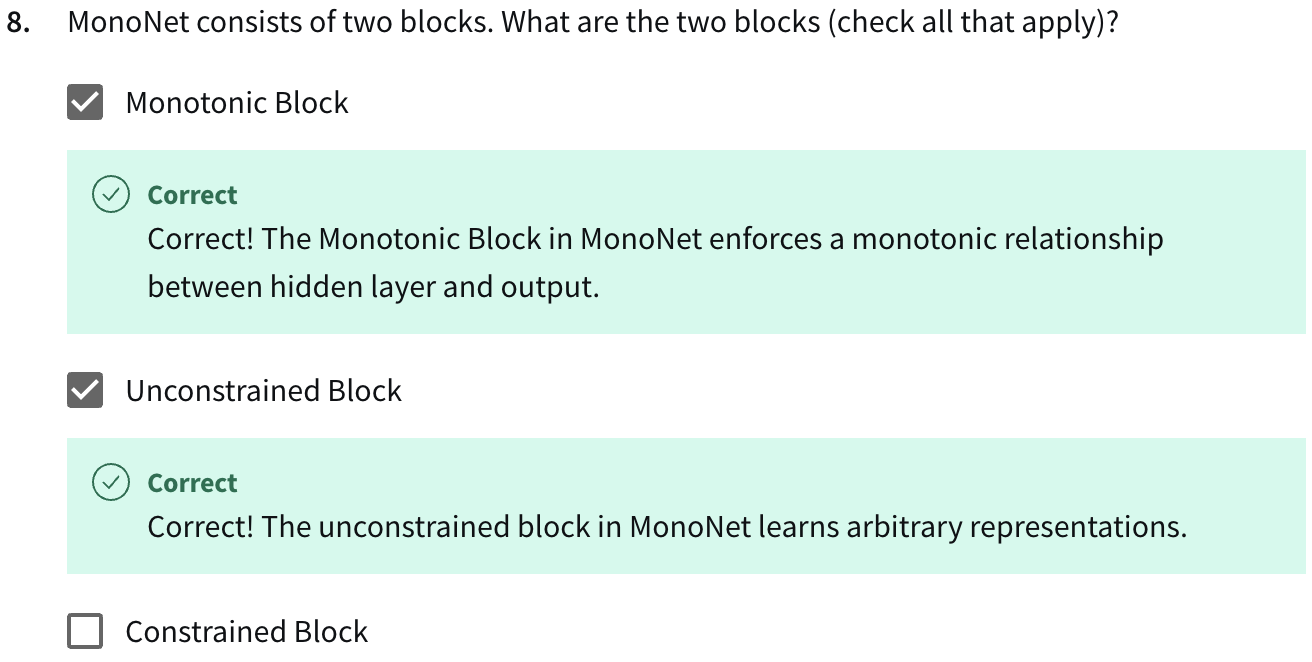 8. MonoNet consists of two blocks. What are the two blocks (check all that apply)?
Monotonic Block
Correct
Correct! The Monotonic Block in MonoNet enforces a monotonic relationship
between hidden layer and output.
Unconstrained Block
Correct
Correct! The unconstrained block in MonoNet learns arbitrary representations.
Constrained Block